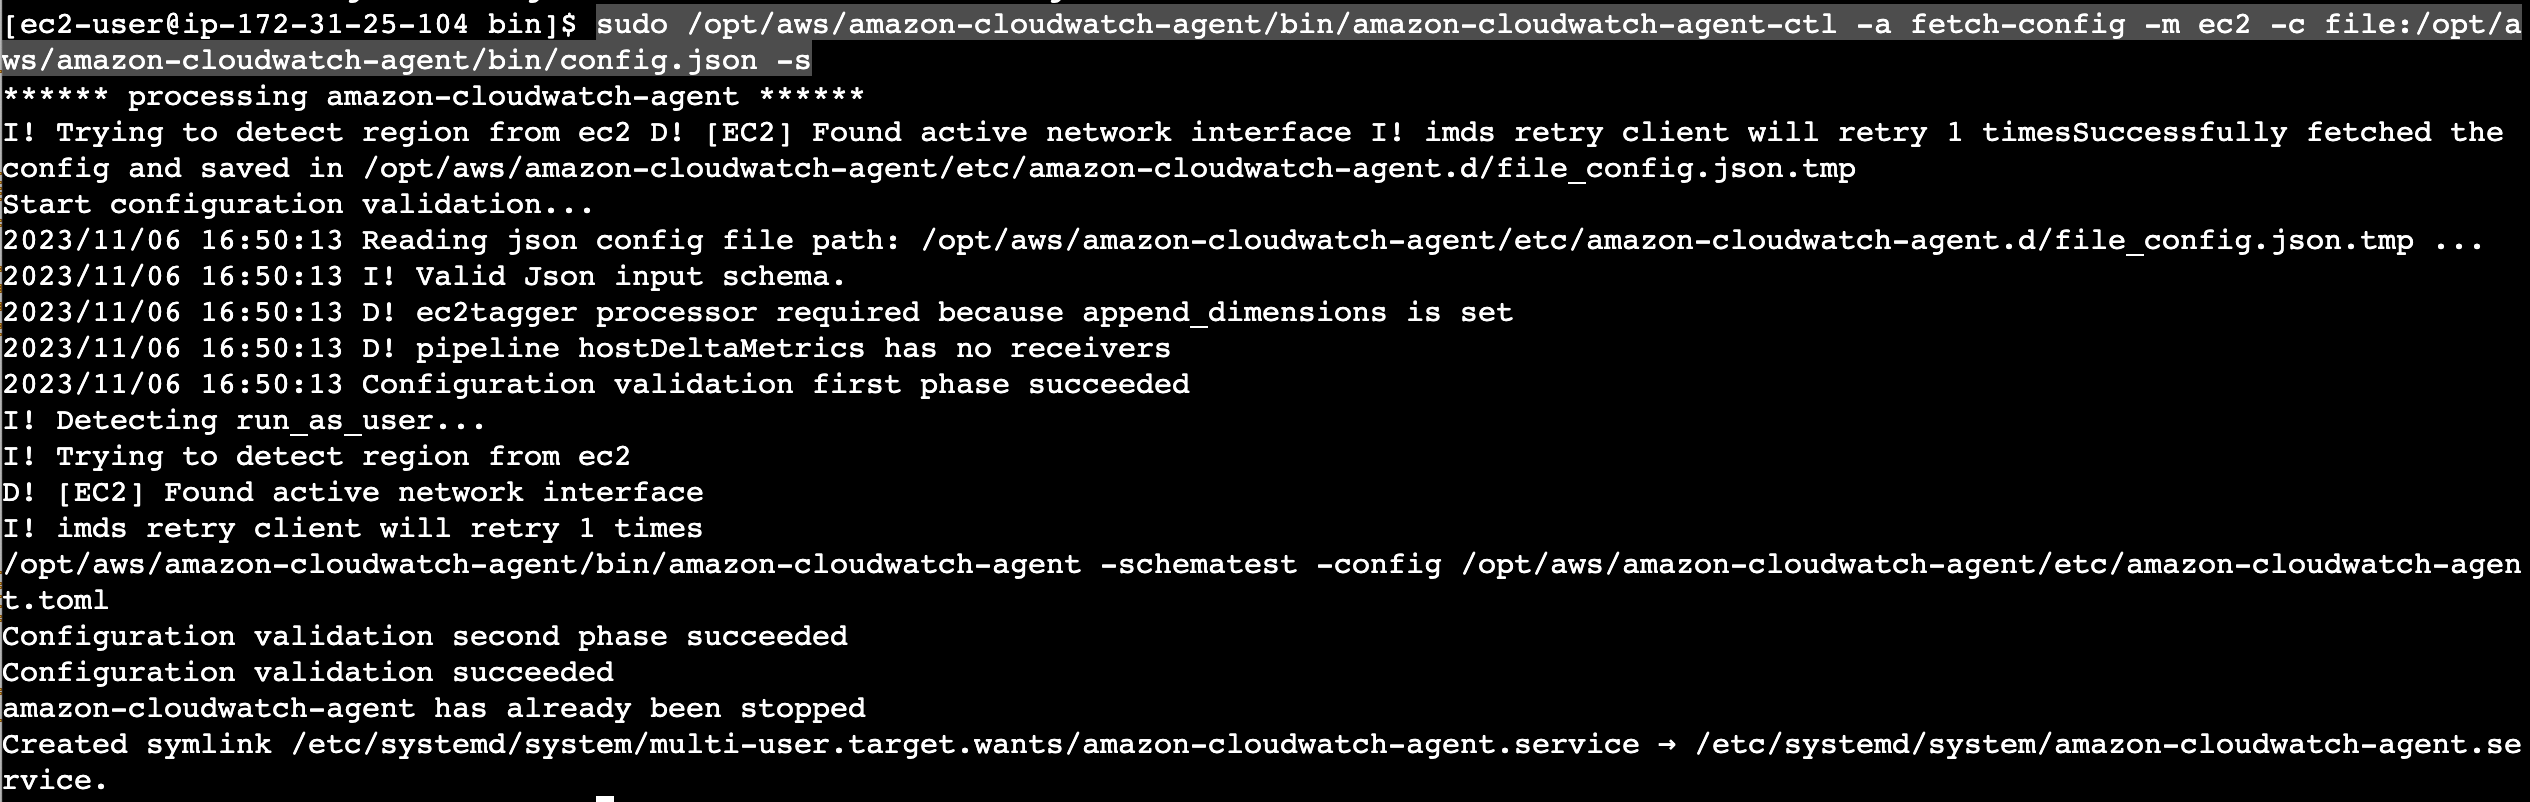 [ec2-user@ip-172-31-25-104 bin]$ sudo /opt/aws/amazon-cloudwatch-agent/bin/amazon-cloudwatch-agent-ctl -a fetch-config -m ec2 -c file:/opt/a
ws/amazon-cloudwatch-agent/bin/config.json -s
****** processing amazon-cloudwatch-agent ******
I! Trying to detect region from ec2 D! [EC2] Found active network interface I! imds retry client will retry 1 timesSuccessfully fetched the
config and saved in /opt/aws/amazon-cloudwatch-agent/etc/amazon-cloudwatch-agent.d/file_config.json.tmp
Start configuration validation...
2023/11/06 16:50:13 Reading json config file path: /opt/aws/amazon-cloudwatch-agent/etc/amazon-cloudwatch-agent.d/file_config.json.tmp ...
2023/11/06 16:50:13 I! Valid Json input schema.
2023/11/06 16:50:13 D! ec2tagger processor required because append_dimensions is set
2023/11/06 16:50:13 D! pipeline hostDeltaMetrics has no receivers
2023/11/06 16:50:13 Configuration validation first phase succeeded
I! Detecting run_as_user...
I! Trying to detect region from ec2
D! [EC2] Found active network interface
I! imds retry client will retry 1 times
/opt/aws/amazon-cloudwatch-agent/bin/amazon-cloudwatch-agent -schematest -config /opt/aws/amazon-cloudwatch-agent/etc/amazon-cloudwatch-agen
t.toml
Configuration validation second phase succeeded
Configuration validation succeeded
amazon-cloudwatch-agent has already been stopped
Created symlink /etc/systemd/system/multi-user.target.wants/amazon-cloudwatch-agent.service → /etc/systemd/system/amazon-cloudwatch-agent.se
rvice.